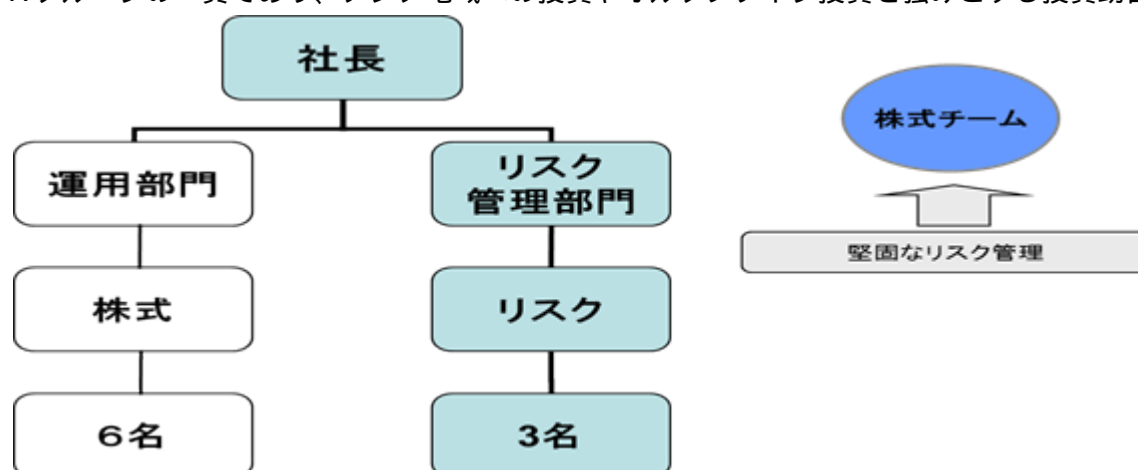 社長
運用部門
リスク
管理部門
株式チーム
堅固なリスク管理
株式
リスク
6名
3名